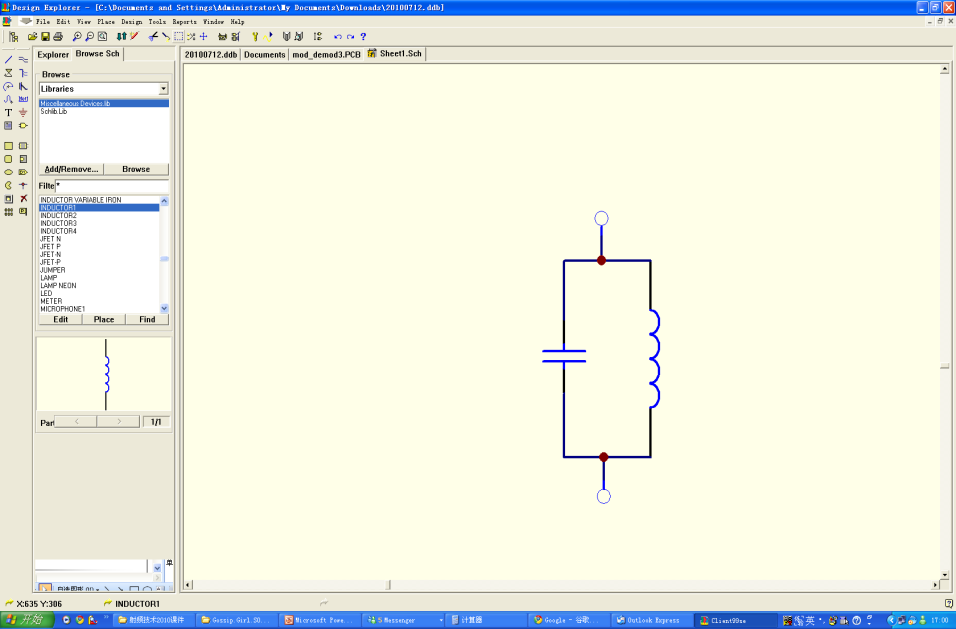 Design Explorer - [C:\Documents and Settings\Administrator\My Documents\Downloads\20100712.ddb]
File Edit View Place Design Tools Reports Window Help
Explorer Browse Sch
20100712.ddb Documents mod_demod3.PCB Sheet1.Sch
Browse
Libraries
Miscellaneous Devices.lib
Schlib.Lib
Add/Remove... Browse
Filte *
INDUCTOR VARIABLE IRON
INDUCTOR1
INDUCTOR2
INDUCTOR3
INDUCTOR4
JFET N
JFET P
JFET-N
JFET-P
JUMPER
LAMP
LAMP NEON
LED
METER
MICROPHONE1
Edit Place Find
Part < > 1/1
单
X:635 Y:306 INDUCTOR1
开始 射频技术2010课件 Gossip.Girl.S0... Microsoft Powe... 5 Messenger 计算器 Google - 谷歌... Outlook Express Client99se 英 17:00